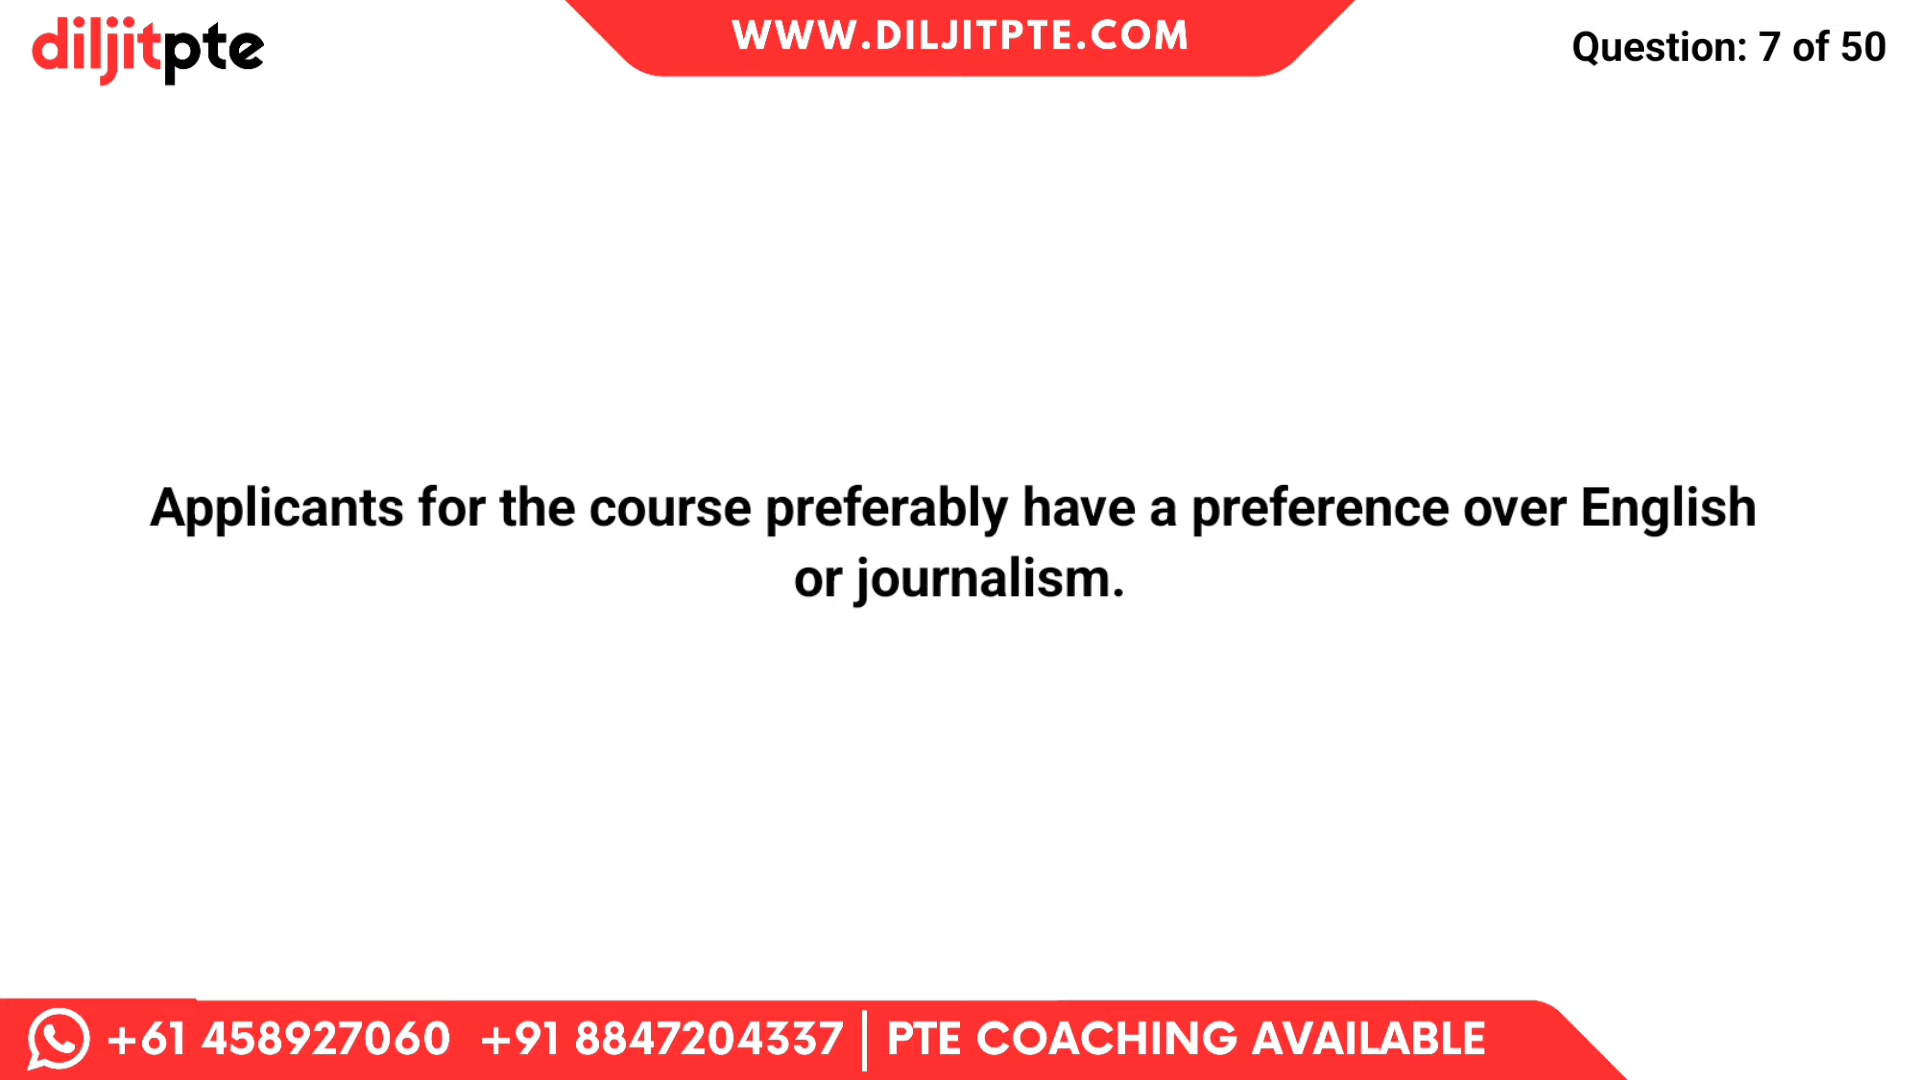 diljitpte
WWW.DILJITPTE.COM
Question: 7 of 50
Applicants for the course preferably have a preference over English
or journalism.
+61 458927060 +91 8847204337 | PTE COACHING AVAILABLE